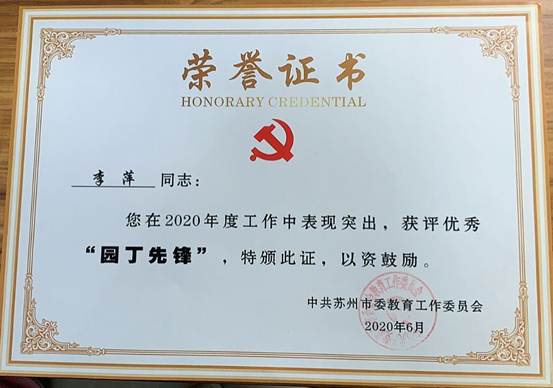 荣誉证书
HONORARY CREDENTIAL
李萍 同志：
您在2020年度工作中表现突出，获评优秀
“园丁先锋”，特颁此证，以资鼓励。
中共苏州市委教育工作委员会
2020年6月